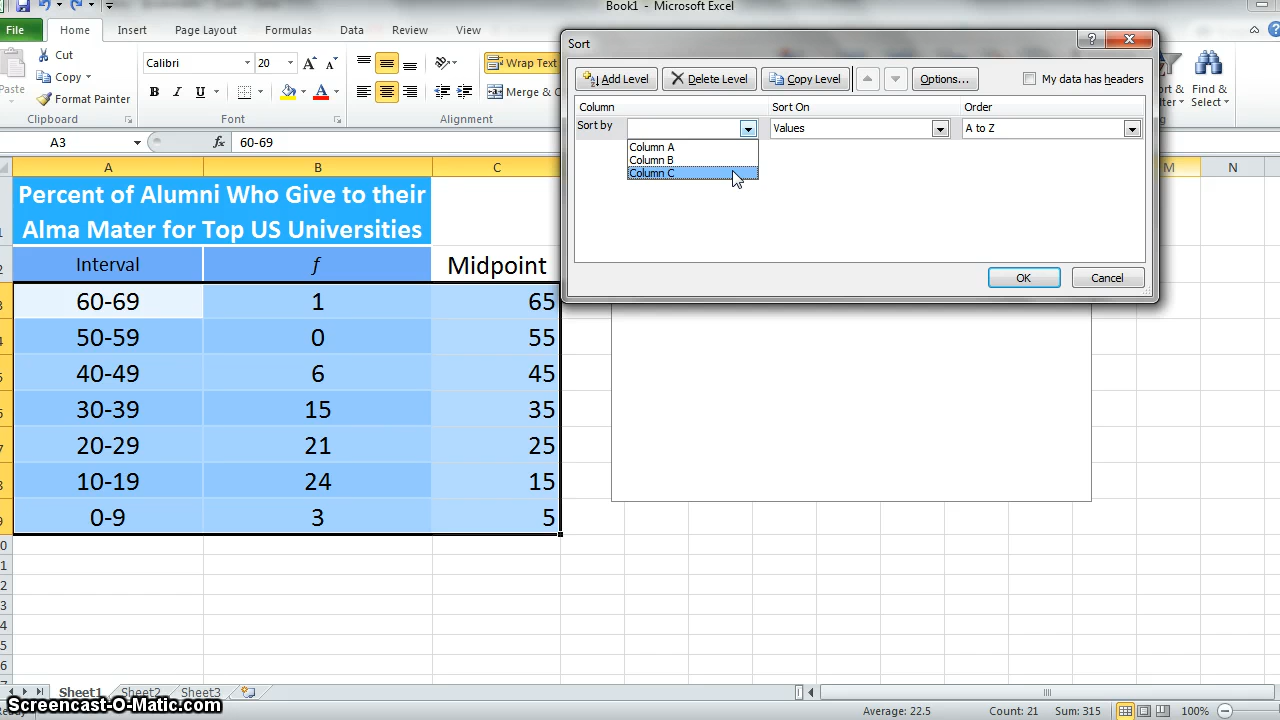 Book1 - Microsoft Excel
File Home Insert Page Layout Formulas Data Review View
Cut
Copy
Format Painter
Paste
Clipboard
Calibri 20
B I U
Font
Wrap Text
Merge &
Alignment
Sort &
Find &
Select
A3 fx 60-69
A B C M N
Percent of Alumni Who Give to their
Alma Mater for Top US Universities
Interval f Midpoint
60-69 1 65
50-59 0 55
40-49 6 45
30-39 15 35
20-29 21 25
10-19 24 15
0-9 3 5
Sort
Add Level Delete Level Copy Level Options... My data has headers
Column Sort On Order
Sort by Values A to Z
Column A
Column B
Column C
OK Cancel
Sheet1 Sheet2 Sheet3
Average: 22.5 Count: 21 Sum: 315 100%
Screencast-O-Matic.com